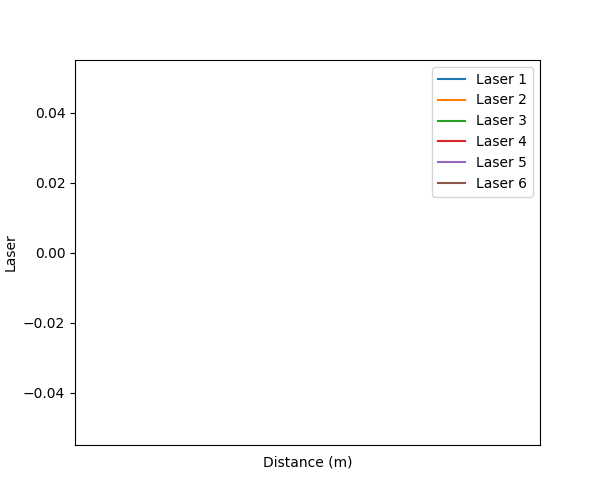 Laser 1
Laser 2
Laser 3
Laser 4
Laser 5
Laser 6
0.04
0.02
0.00
−0.02
−0.04
Laser
Distance (m)